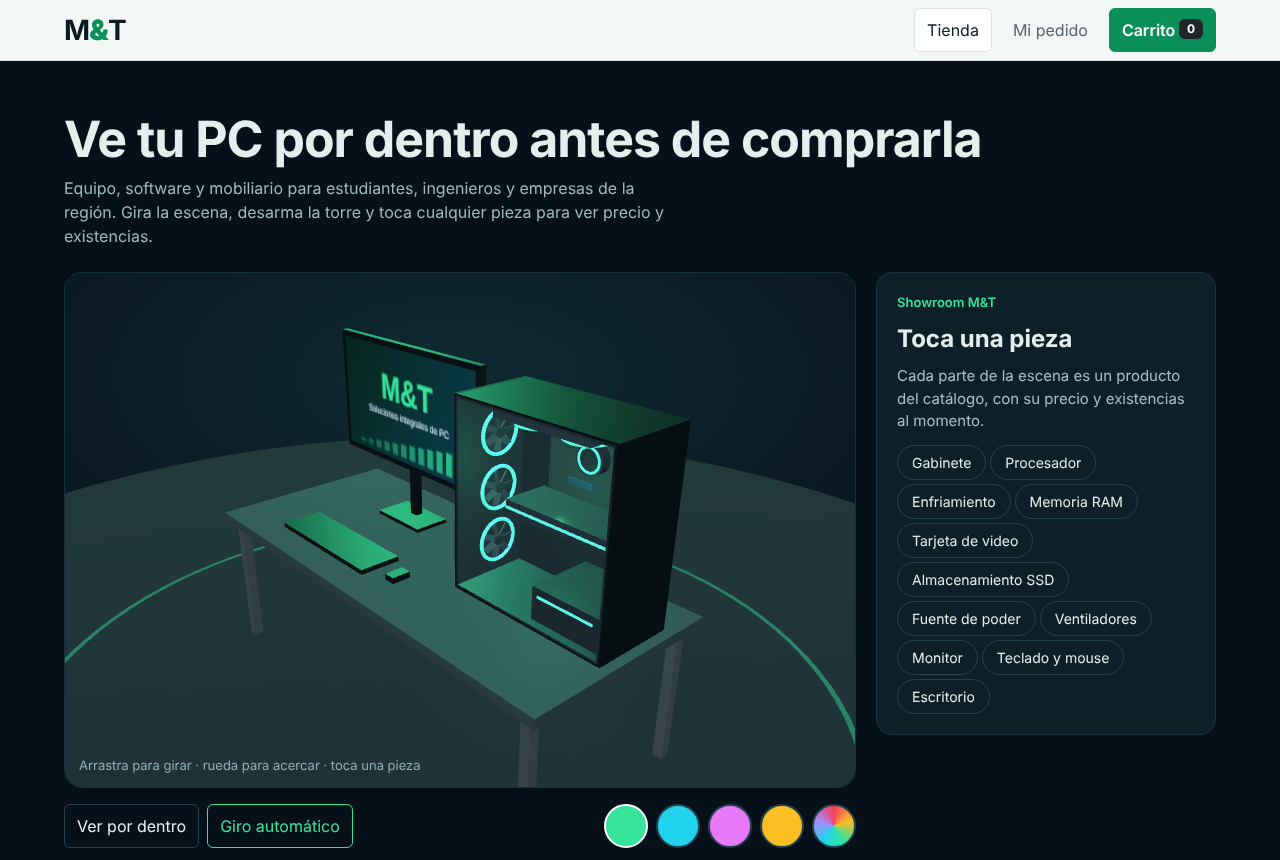 M&T
Tienda
Mi pedido
Carrito 0
Ve tu PC por dentro antes de comprarla
Equipo, software y mobiliario para estudiantes, ingenieros y empresas de la
región. Gira la escena, desarma la torre y toca cualquier pieza para ver precio y
existencias.
M&T
Soluciones integrales de PC
Arrastra para girar · rueda para acercar · toca una pieza
Ver por dentro
Giro automático
Showroom M&T
Toca una pieza
Cada parte de la escena es un producto
del catálogo, con su precio y existencias
al momento.
Gabinete
Procesador
Enfriamiento
Memoria RAM
Tarjeta de video
Almacenamiento SSD
Fuente de poder
Ventiladores
Monitor
Teclado y mouse
Escritorio